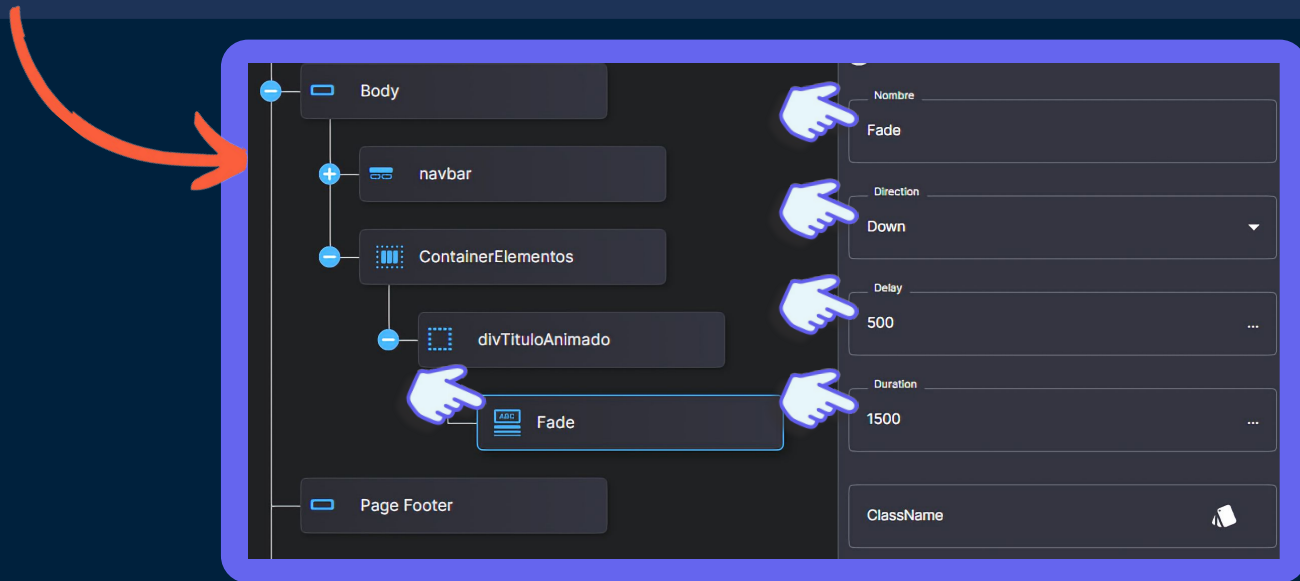 Body
navbar
ContainerElementos
divTituloAnimado
ABC
Fade
Page Footer
Nombre
Fade
Direction
Down
Delay
500
...
Duration
1500
...
ClassName